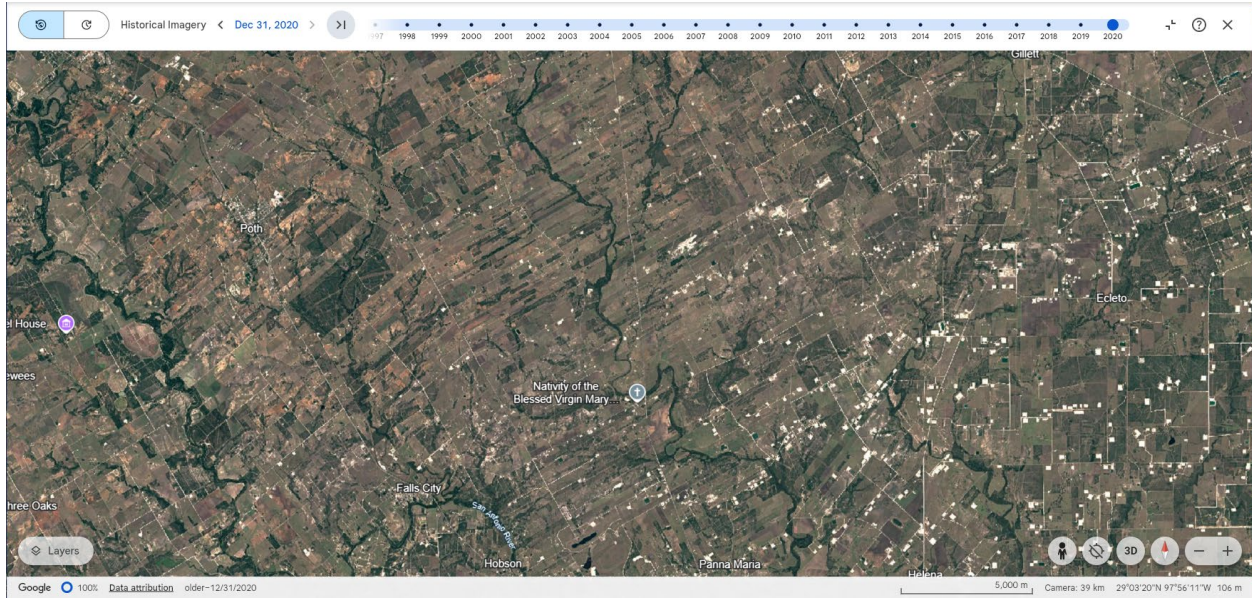 Historical Imagery
Dec 31, 2020
97 1998 1999 2000 2001 2002 2003 2004 2005 2006 2007 2008 2009 2010 2011 2012 2013 2014 2015 2016 2017 2018 2019 2020
Gillett
Poth
Ecleto
el House
ewees
Nativity of the
Blessed Virgin Mary...
Falls City
San Antonio River
hree Oaks
Layers
Hobson
Panna Maria
Helena
3D
Google 100% Data attribution older–12/31/2020 5,000 m Camera: 39 km 29°03'20"N 97°56'11"W 106 m